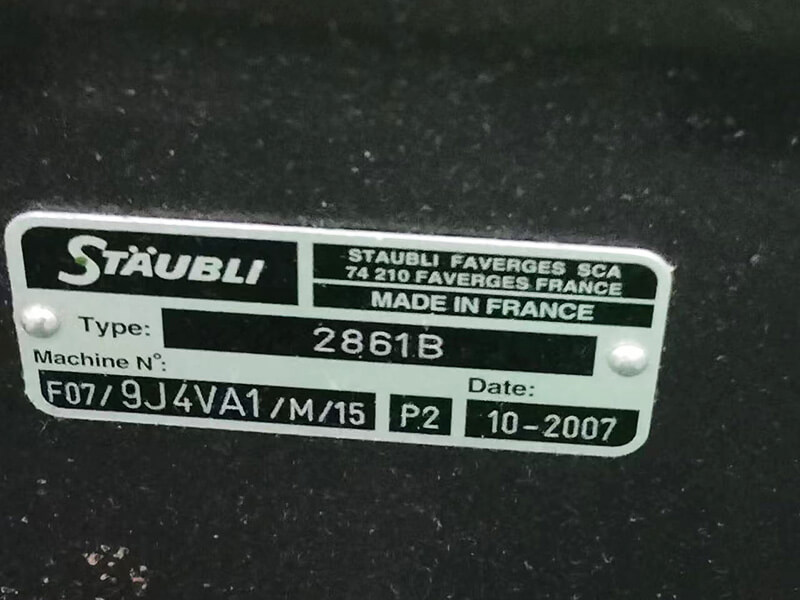 STÄUBLI
STAUBLI FAVERGES SCA
74 210 FAVERGES FRANCE
MADE IN FRANCE
Type: 2861B
Machine N°:
Date:
F07/9J4VA1/M/15 P2 10-2007